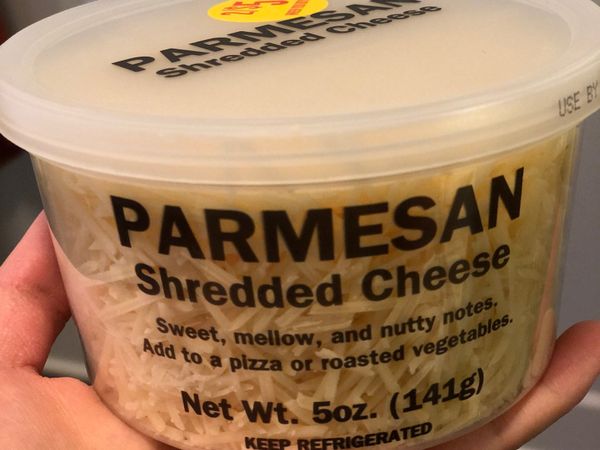 PARMESAN
Shredded Cheese
USE BY
PARMESAN
Shredded Cheese
Sweet, mellow, and nutty notes.
Add to a pizza or roasted vegetables.
Net Wt. 5oz. (141g)
KEEP REFRIGERATED